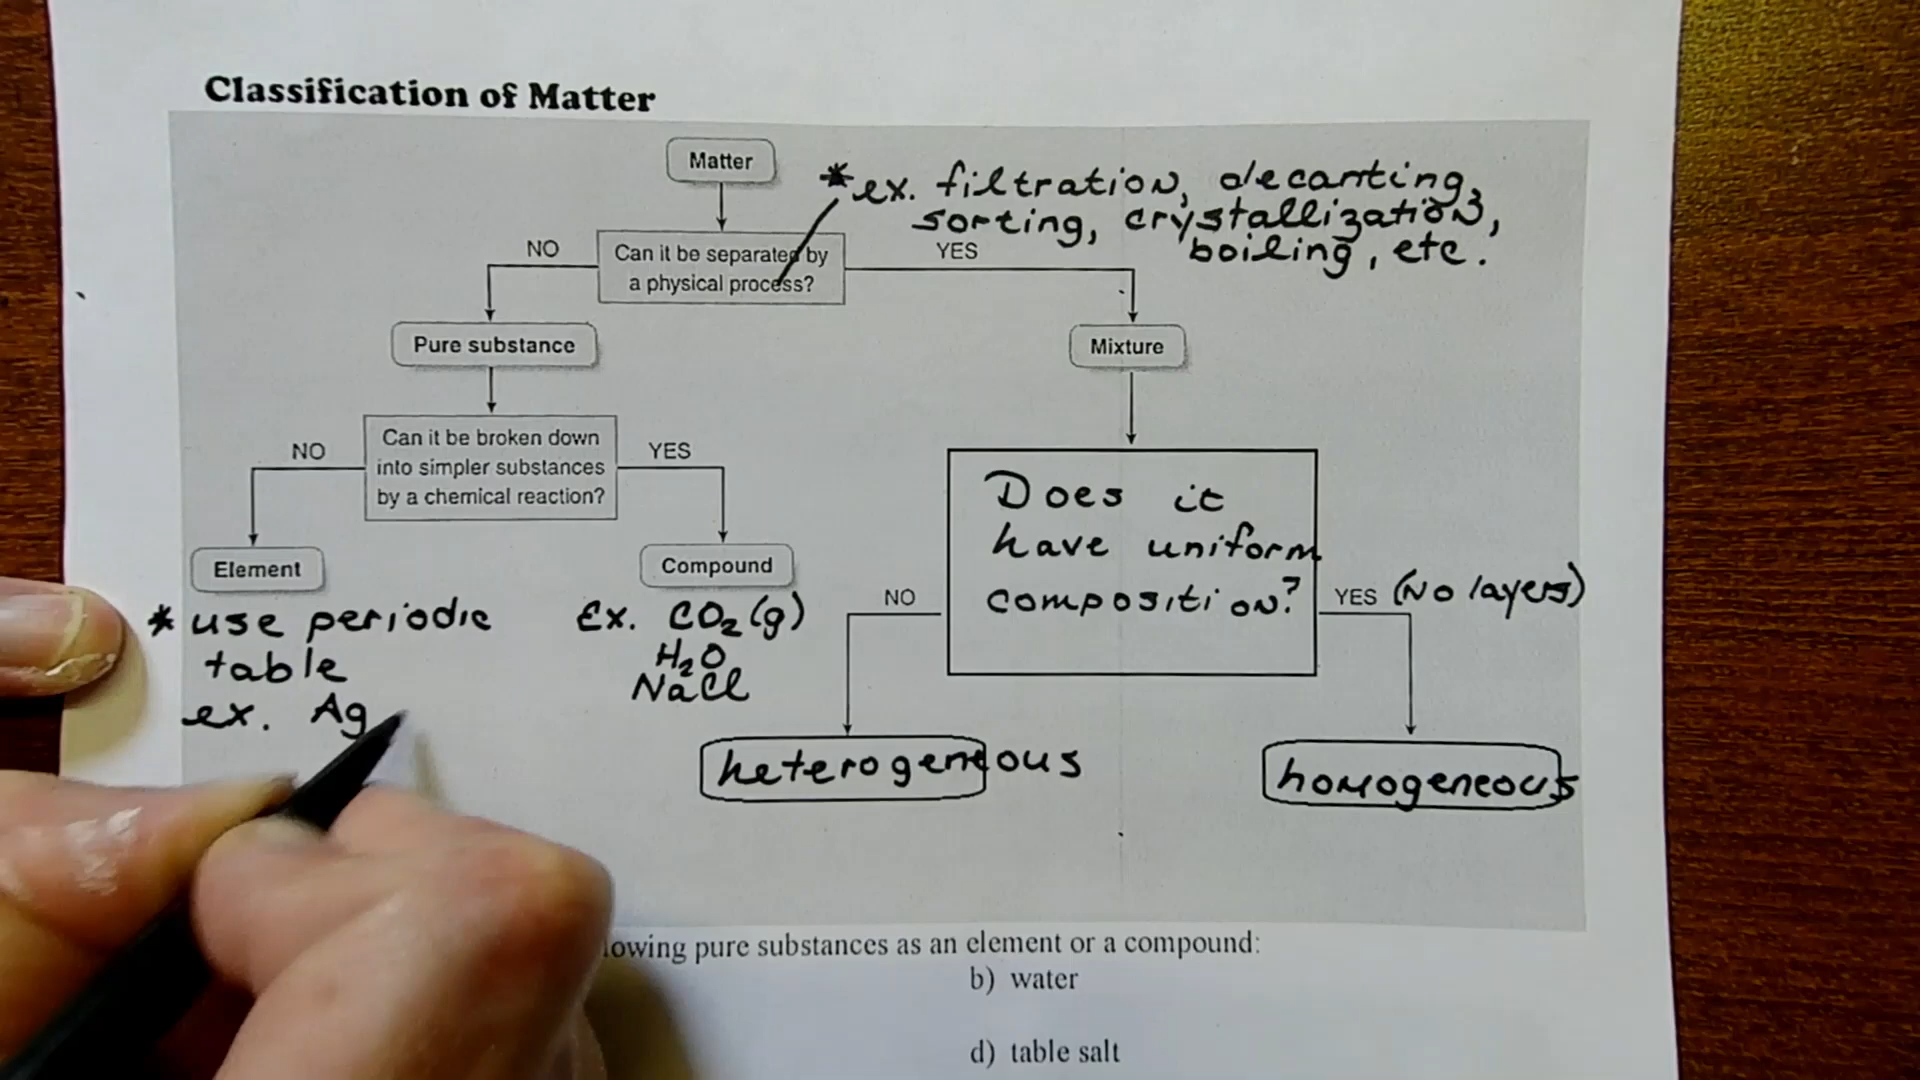 Classification of Matter
Matter
*ex. filtration, decanting,
sorting, crystallization,
boiling, etc.
NO
Can it be separated by
a physical process?
YES
Pure substance
Mixture
NO
Can it be broken down
into simpler substances
by a chemical reaction?
YES
Does it
have uniform
composition?
NO
YES (No layers)
Element
Compound
* use periodic
table
ex. Ag
Ex. CO₂(g)
H₂O
NaCl
heterogeneous
homogeneous
lowing pure substances as an element or a compound:
b) water
d) table salt